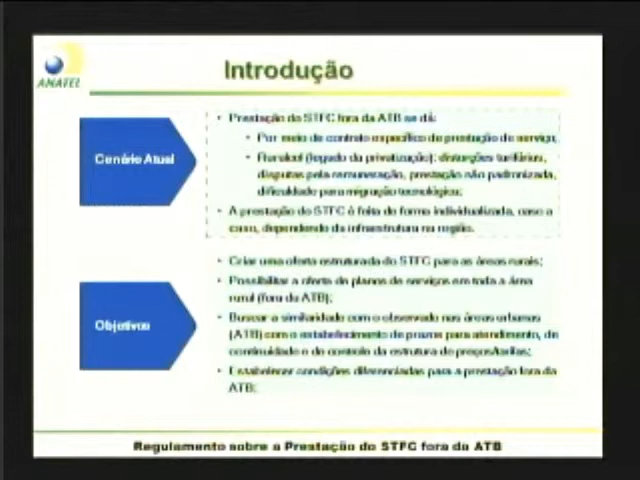 ANATEL
Introdução
Cenário Atual
• Prestação do STFC fora da ATB se dá:
• Por meio de contrato específico de prestação de serviço;
• Ruralcel (legado da privatização): distorções tarifárias,
disputas pela remuneração, prestação não padronizada,
dificuldade para migração tecnológica;
• A prestação do STFC é feita de forma individualizada, caso a
caso, dependendo da infraestrutura na região.
Objetivos
• Criar uma oferta estruturada do STFC para as áreas rurais;
• Possibilitar a oferta de planos de serviços em toda a área
rural (fora da ATB);
• Buscar a similaridade com o observado nas áreas urbanas
(ATB) com o estabelecimento de prazos para atendimento, de
continuidade e de controle da estrutura de preços/tarifas;
• Estabelecer condições diferenciadas para a prestação fora da
ATB;
Regulamento sobre a Prestação do STFC fora da ATB